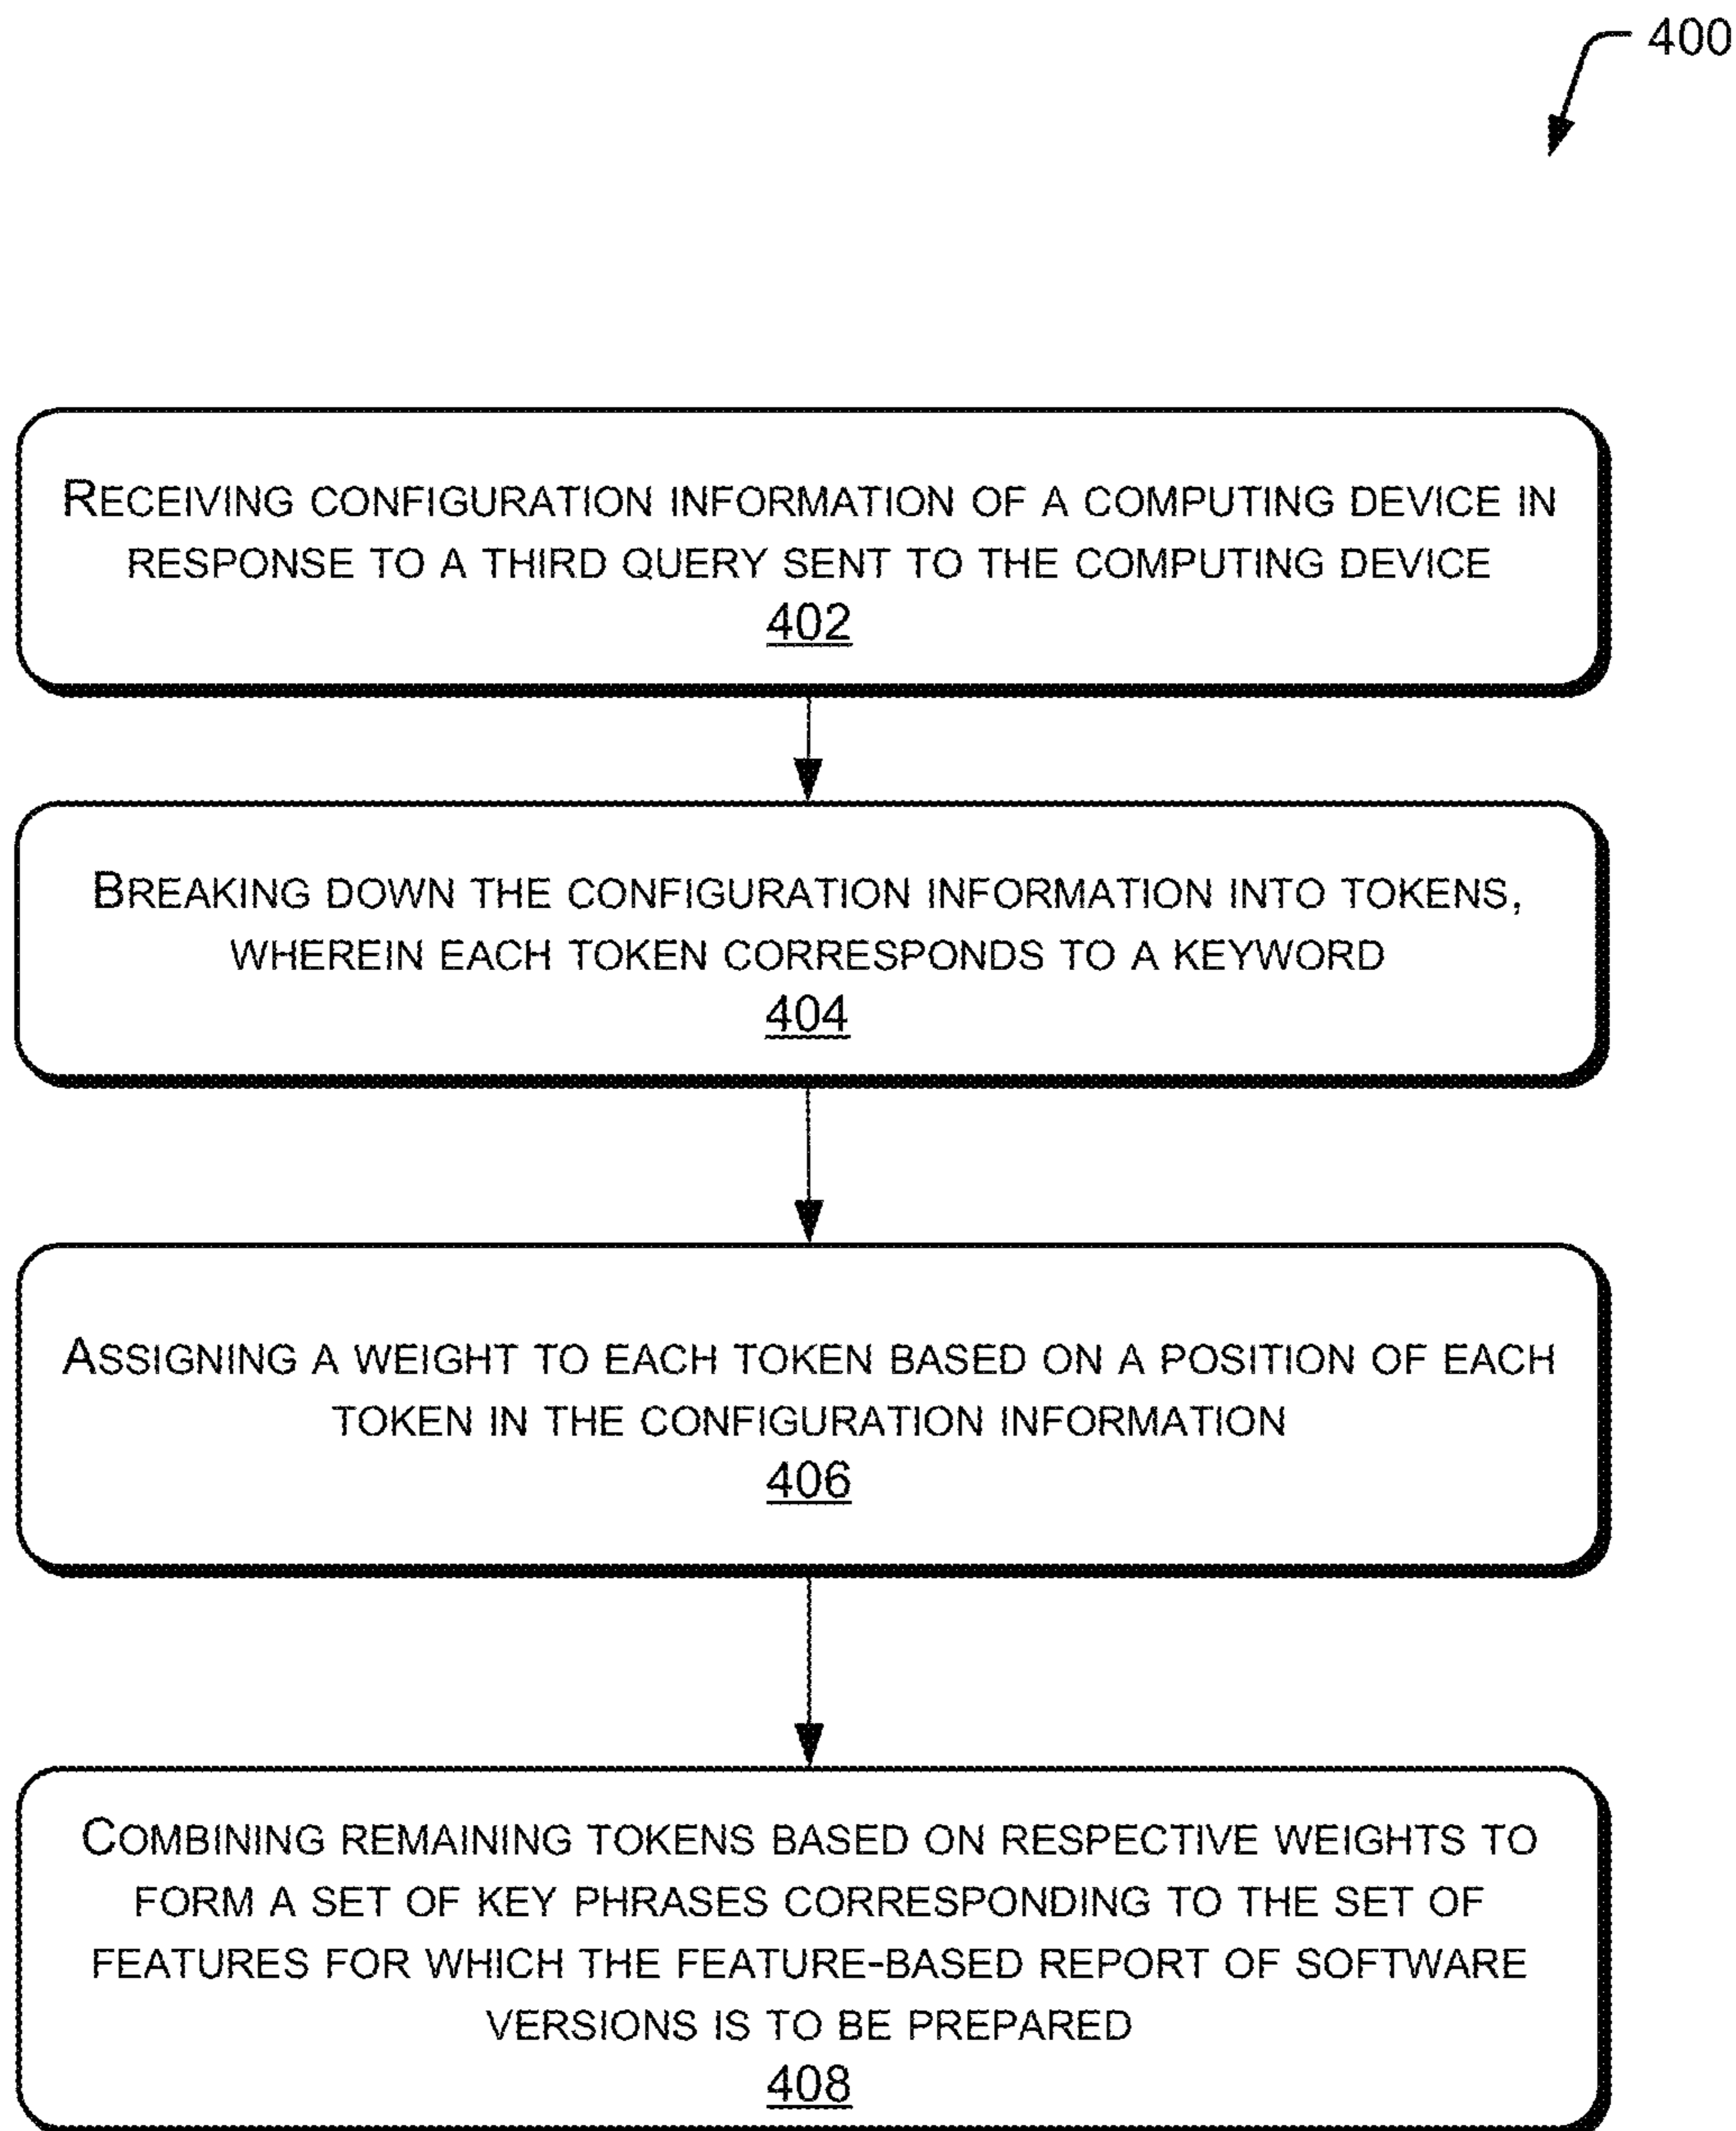 400
RECEIVING CONFIGURATION INFORMATION OF A COMPUTING DEVICE IN
RESPONSE TO A THIRD QUERY SENT TO THE COMPUTING DEVICE
402
BREAKING DOWN THE CONFIGURATION INFORMATION INTO TOKENS,
WHEREIN EACH TOKEN CORRESPONDS TO A KEYWORD
404
ASSIGNING A WEIGHT TO EACH TOKEN BASED ON A POSITION OF EACH
TOKEN IN THE CONFIGURATION INFORMATION
406
COMBINING REMAINING TOKENS BASED ON RESPECTIVE WEIGHTS TO
FORM A SET OF KEY PHRASES CORRESPONDING TO THE SET OF
FEATURES FOR WHICH THE FEATURE-BASED REPORT OF SOFTWARE
VERSIONS IS TO BE PREPARED
408